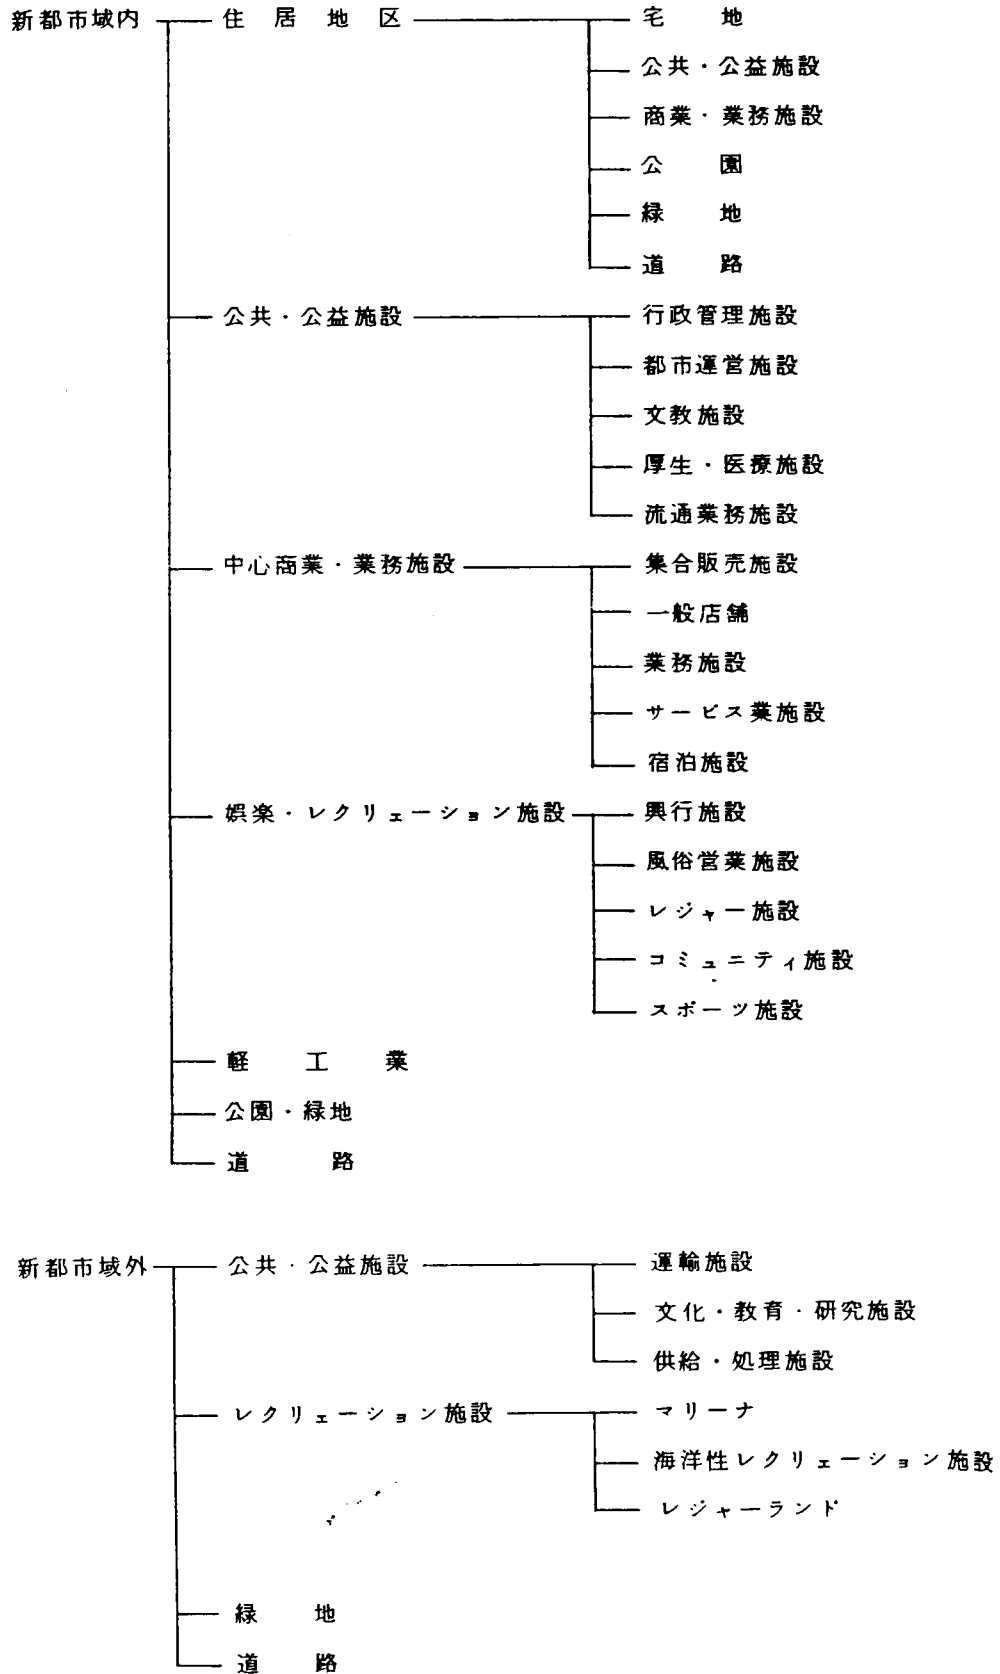 新都市域内 住居地区 宅地
公共・公益施設
商業・業務施設
公園
緑地
道路
公共・公益施設 行政管理施設
都市運営施設
文教施設
厚生・医療施設
流通業務施設
中心商業・業務施設 集合販売施設
一般店舗
業務施設
サービス業施設
宿泊施設
娯楽・レクリェーション施設 興行施設
風俗営業施設
レジャー施設
コミュニティ施設
スポーツ施設
軽工業
公園・緑地
道路
新都市域外 公共・公益施設 運輸施設
文化・教育・研究施設
供給・処理施設
レクリェーション施設 マリーナ
海洋性レクリェーション施設
レジャーランド
緑地
道路